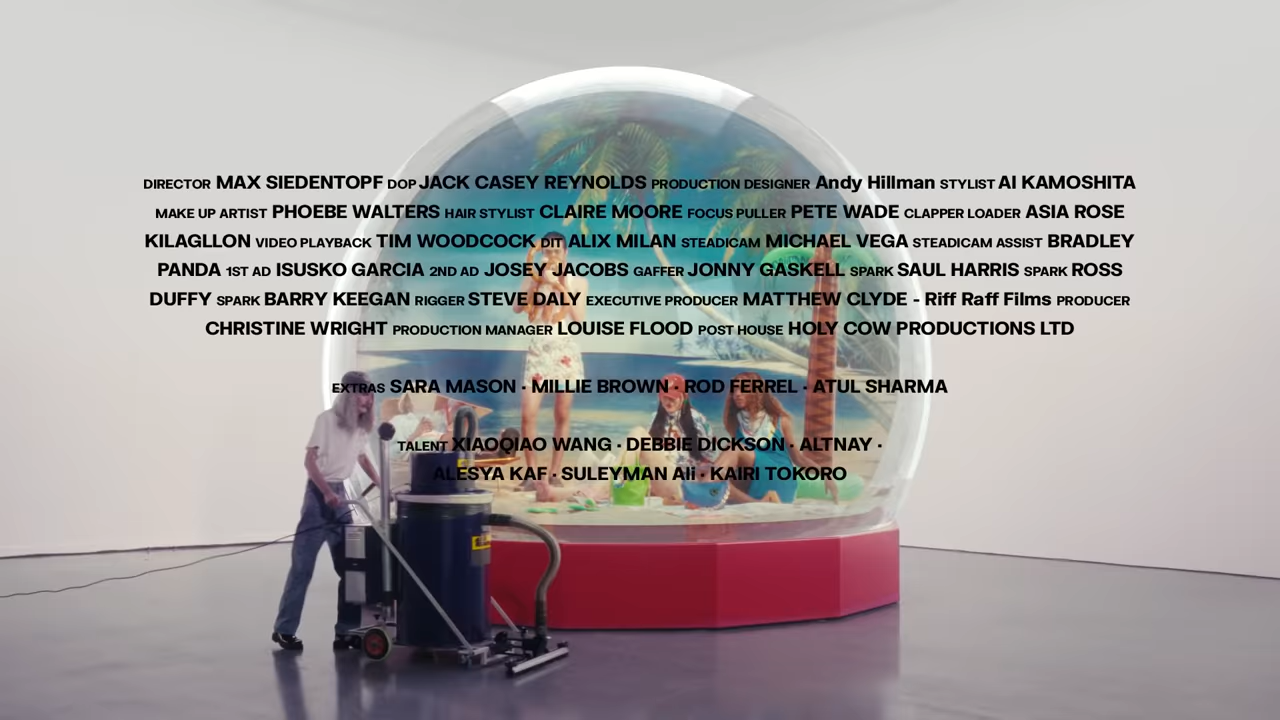 DIRECTOR MAX SIEDENTOPF DOP JACK CASEY REYNOLDS PRODUCTION DESIGNER Andy Hillman STYLIST AI KAMOSHITA
MAKE UP ARTIST PHOEBE WALTERS HAIR STYLIST CLAIRE MOORE FOCUS PULLER PETE WADE CLAPPER LOADER ASIA ROSE
KILAGLLON VIDEO PLAYBACK TIM WOODCOCK DIT ALIX MILAN STEADICAM MICHAEL VEGA STEADICAM ASSIST BRADLEY
PANDA 1ST AD ISUSKO GARCIA 2ND AD JOSEY JACOBS GAFFER JONNY GASKELL SPARK SAUL HARRIS SPARK ROSS
DUFFY SPARK BARRY KEEGAN RIGGER STEVE DALY EXECUTIVE PRODUCER MATTHEW CLYDE - Riff Raff Films PRODUCER
CHRISTINE WRIGHT PRODUCTION MANAGER LOUISE FLOOD POST HOUSE HOLY COW PRODUCTIONS LTD
EXTRAS SARA MASON · MILLIE BROWN · ROD FERREL · ATUL SHARMA
TALENT XIAOQIAO WANG · DEBBIE DICKSON · ALTNAY ·
ALESYA KAF · SULEYMAN Ali · KAIRI TOKORO